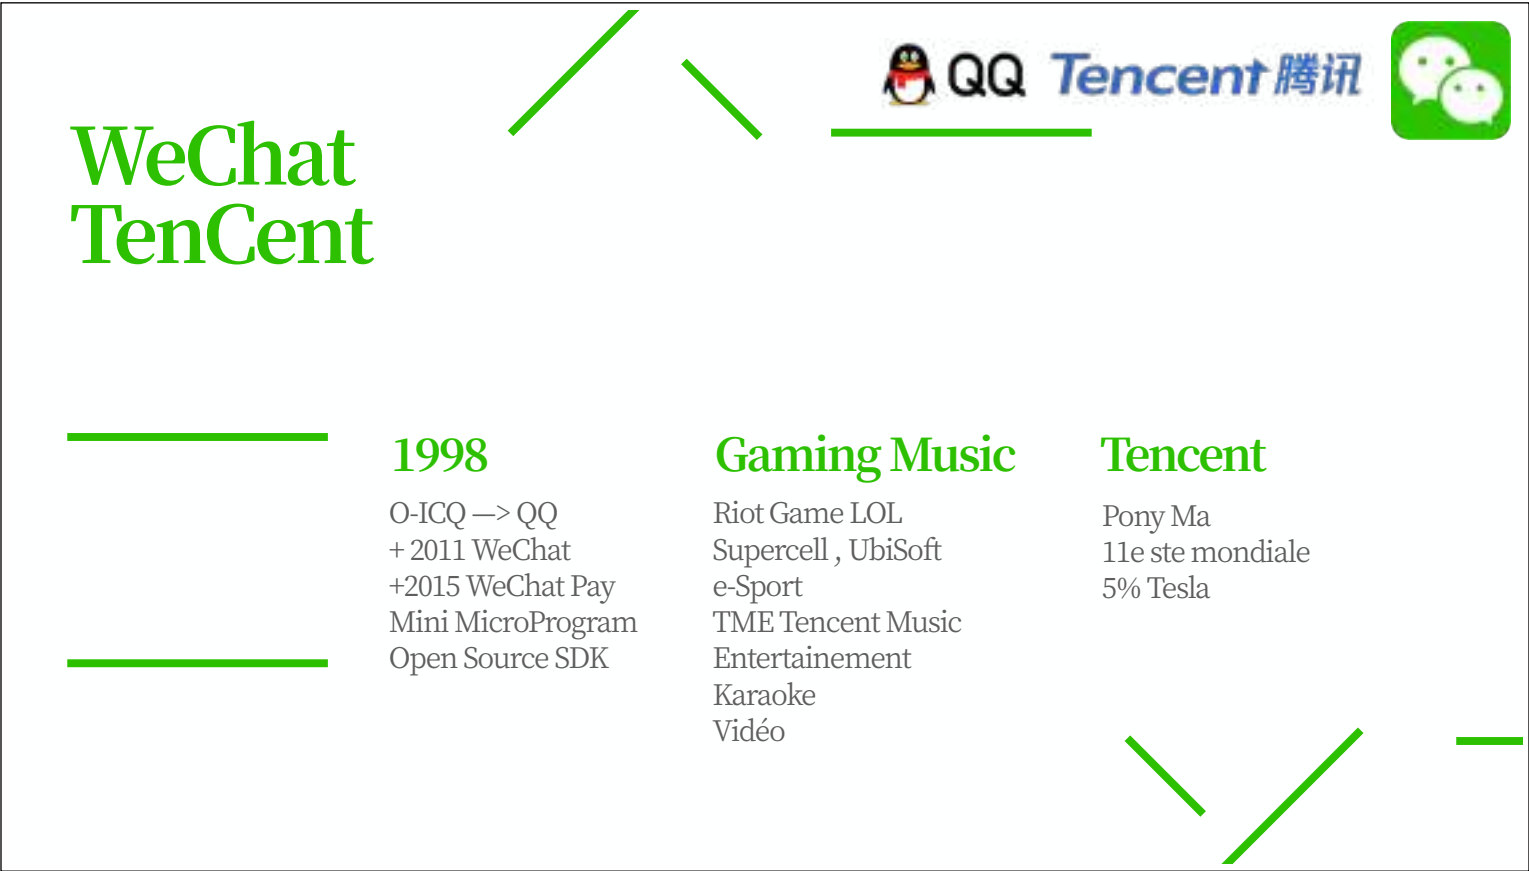 QQ Tencent 腾讯
WeChat
TenCent
1998
O-ICQ —> QQ
+ 2011 WeChat
+2015 WeChat Pay
Mini MicroProgram
Open Source SDK
Gaming Music
Riot Game LOL
Supercell , UbiSoft
e-Sport
TME Tencent Music
Entertainement
Karaoke
Vidéo
Tencent
Pony Ma
11e ste mondiale
5% Tesla